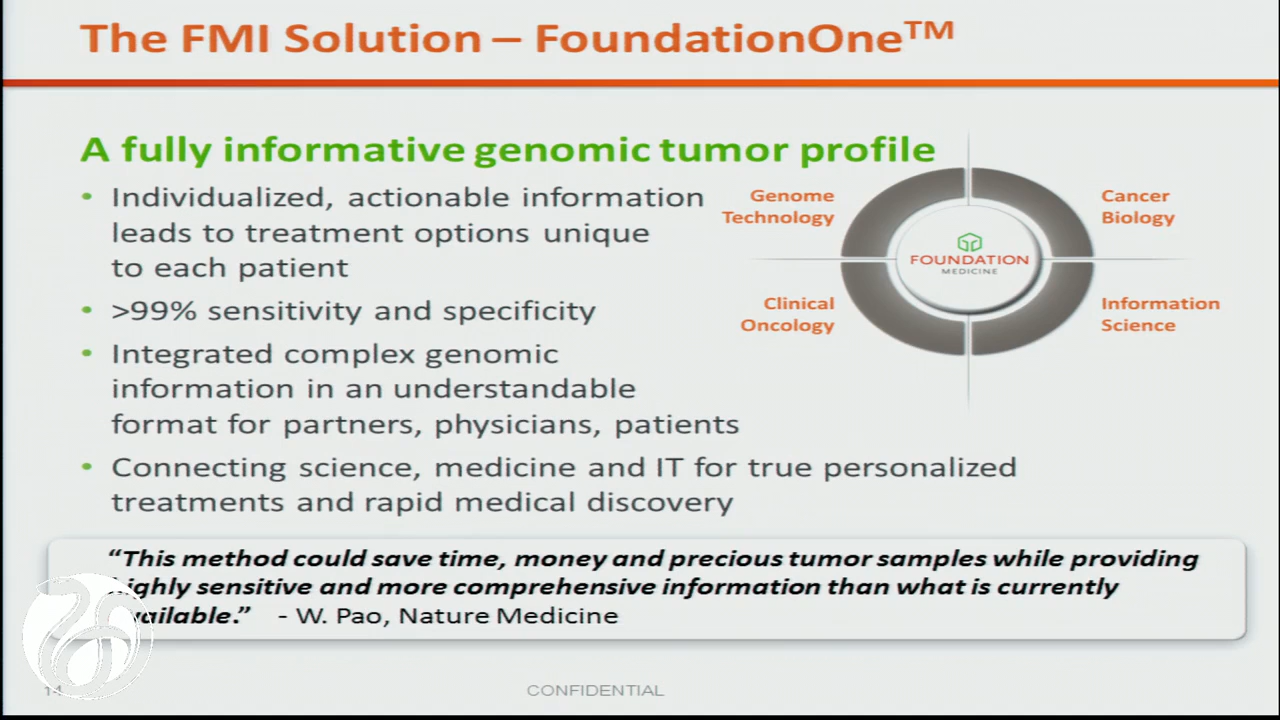 The FMI Solution – FoundationOne™
A fully informative genomic tumor profile
• Individualized, actionable information
leads to treatment options unique
to each patient
• >99% sensitivity and specificity
• Integrated complex genomic
information in an understandable
format for partners, physicians, patients
• Connecting science, medicine and IT for true personalized
treatments and rapid medical discovery
Genome
Technology
Cancer
Biology
FOUNDATION
MEDICINE
Clinical
Oncology
Information
Science
“This method could save time, money and precious tumor samples while providing
highly sensitive and more comprehensive information than what is currently
available.” - W. Pao, Nature Medicine
14
CONFIDENTIAL